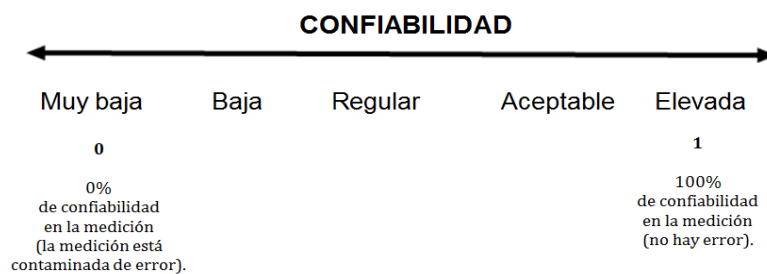 CONFIABILIDAD
Muy baja Baja Regular Aceptable Elevada
0 1
0% 100%
de confiabilidad de confiabilidad
en la medición en la medición
(la medición está (no hay error).
contaminada de error).